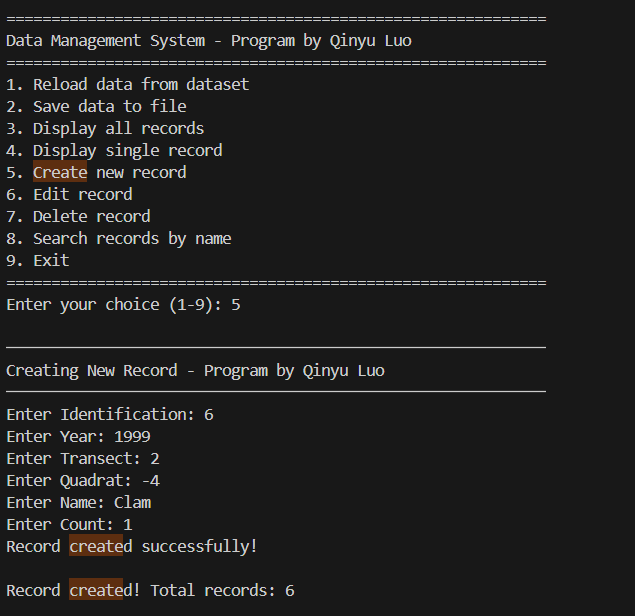 ============================================================
Data Management System - Program by Qinyu Luo
============================================================
1. Reload data from dataset
2. Save data to file
3. Display all records
4. Display single record
5. Create new record
6. Edit record
7. Delete record
8. Search records by name
9. Exit
============================================================
Enter your choice (1-9): 5
────────────────────────────────────────────────────────────
Creating New Record - Program by Qinyu Luo
────────────────────────────────────────────────────────────
Enter Identification: 6
Enter Year: 1999
Enter Transect: 2
Enter Quadrat: -4
Enter Name: Clam
Enter Count: 1
Record created successfully!
Record created! Total records: 6